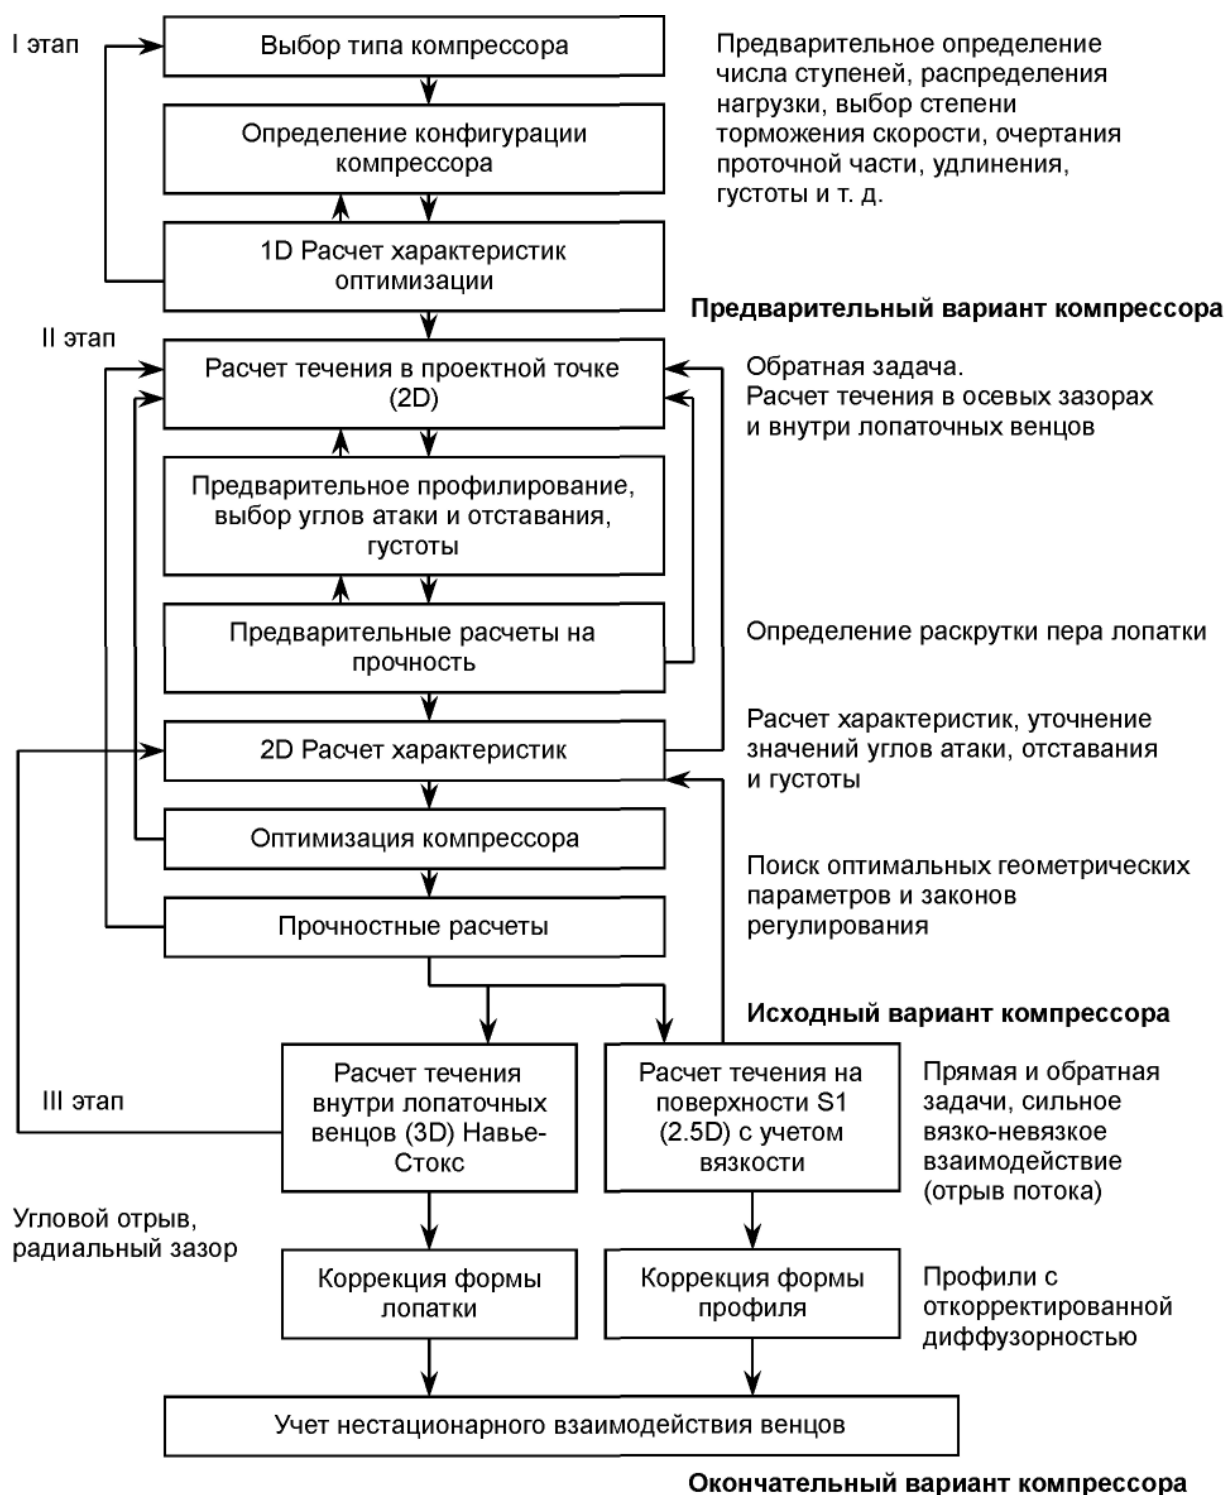 I этап
Выбор типа компрессора
Предварительное определение
числа ступеней, распределения
нагрузки, выбор степени
торможения скорости, очертания
проточной части, удлинения,
густоты и т. д.
Определение конфигурации
компрессора
1D Расчет характеристик
оптимизации
Предварительный вариант компрессора
II этап
Расчет течения в проектной точке
(2D)
Обратная задача.
Расчет течения в осевых зазорах
и внутри лопаточных венцов
Предварительное профилирование,
выбор углов атаки и отставания,
густоты
Предварительные расчеты на
прочность
Определение раскрутки пера лопатки
2D Расчет характеристик
Расчет характеристик, уточнение
значений углов атаки, отставания
и густоты
Оптимизация компрессора
Поиск оптимальных геометрических
параметров и законов
регулирования
Прочностные расчеты
Исходный вариант компрессора
III этап
Расчет течения
внутри лопаточных
венцов (3D) Навье-
Стокс
Расчет течения на
поверхности S1
(2.5D) с учетом
вязкости
Прямая и обратная
задачи, сильное
вязко-невязкое
взаимодействие
(отрыв потока)
Угловой отрыв,
радиальный зазор
Коррекция формы
лопатки
Коррекция формы
профиля
Профили с
откорректированной
диффузорностью
Учет нестационарного взаимодействия венцов
Окончательный вариант компрессора